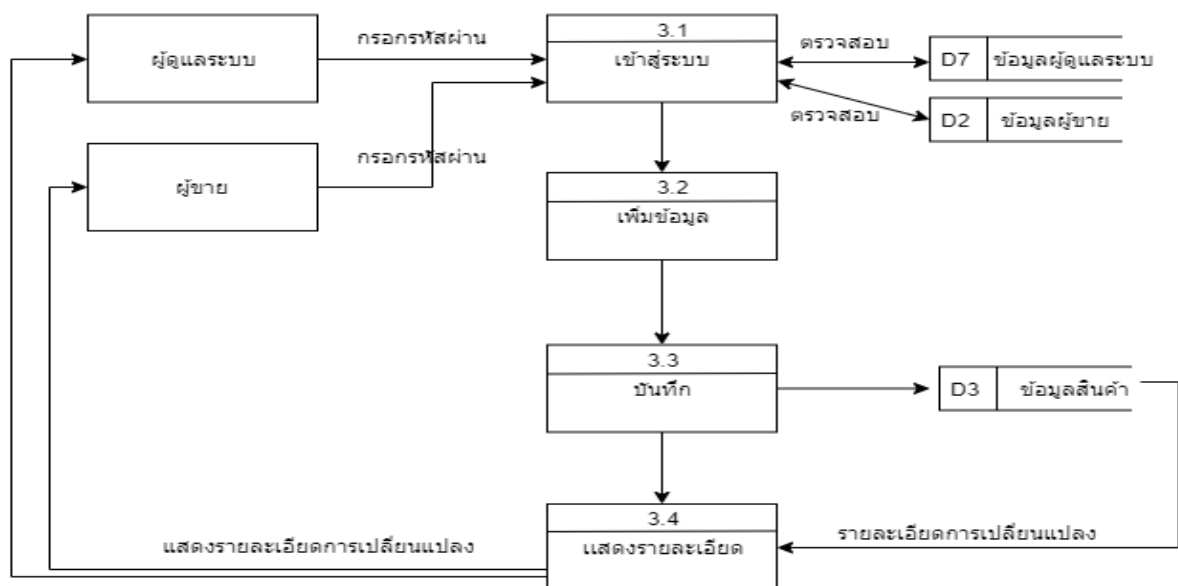 3.1
กรอกรหัสผ่าน
ตรวจสอบ
ผู้ดูแลระบบ
เข้าสู่ระบบ
D7 ข้อมูลผู้ดูแลระบบ
ตรวจสอบ
D2 ข้อมูลผู้ขาย
กรอกรหัสผ่าน
3.2
ผู้ขาย
เพิ่มข้อมูล
3.3
บันทึก
D3 ข้อมูลสินค้า
3.4
แสดงรายละเอียดการเปลี่ยนแปลง
แสดงรายละเอียด
รายละเอียดการเปลี่ยนแปลง